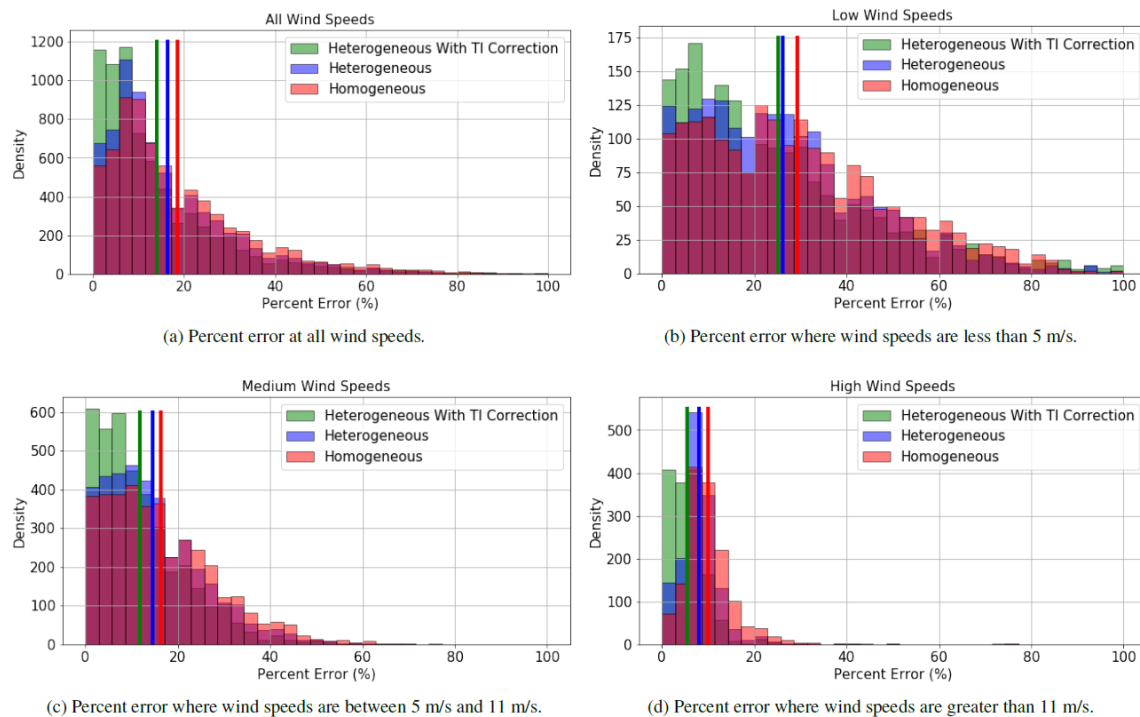 All Wind Speeds
1200
1000
800
600
400
200
0
Density
0 20 40 60 80 100
Percent Error (%)
Heterogeneous With TI Correction
Heterogeneous
Homogeneous
(a) Percent error at all wind speeds.
Low Wind Speeds
175
150
125
100
75
50
25
0
Density
0 20 40 60 80 100
Percent Error (%)
Heterogeneous With TI Correction
Heterogeneous
Homogeneous
(b) Percent error where wind speeds are less than 5 m/s.
Medium Wind Speeds
600
500
400
300
200
100
0
Density
0 20 40 60 80 100
Percent Error (%)
Heterogeneous With TI Correction
Heterogeneous
Homogeneous
(c) Percent error where wind speeds are between 5 m/s and 11 m/s.
High Wind Speeds
500
400
300
200
100
0
Density
0 20 40 60 80 100
Percent Error (%)
Heterogeneous With TI Correction
Heterogeneous
Homogeneous
(d) Percent error where wind speeds are greater than 11 m/s.